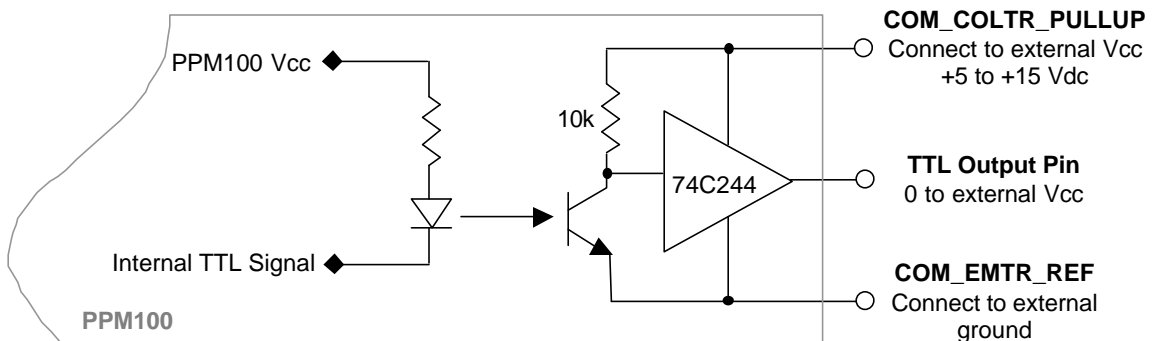 COM_COLTR_PULLUP
Connect to external Vcc
+5 to +15 Vdc
PPM100 Vcc
10k
74C244
TTL Output Pin
0 to external Vcc
Internal TTL Signal
COM_EMTR_REF
Connect to external
ground
PPM100